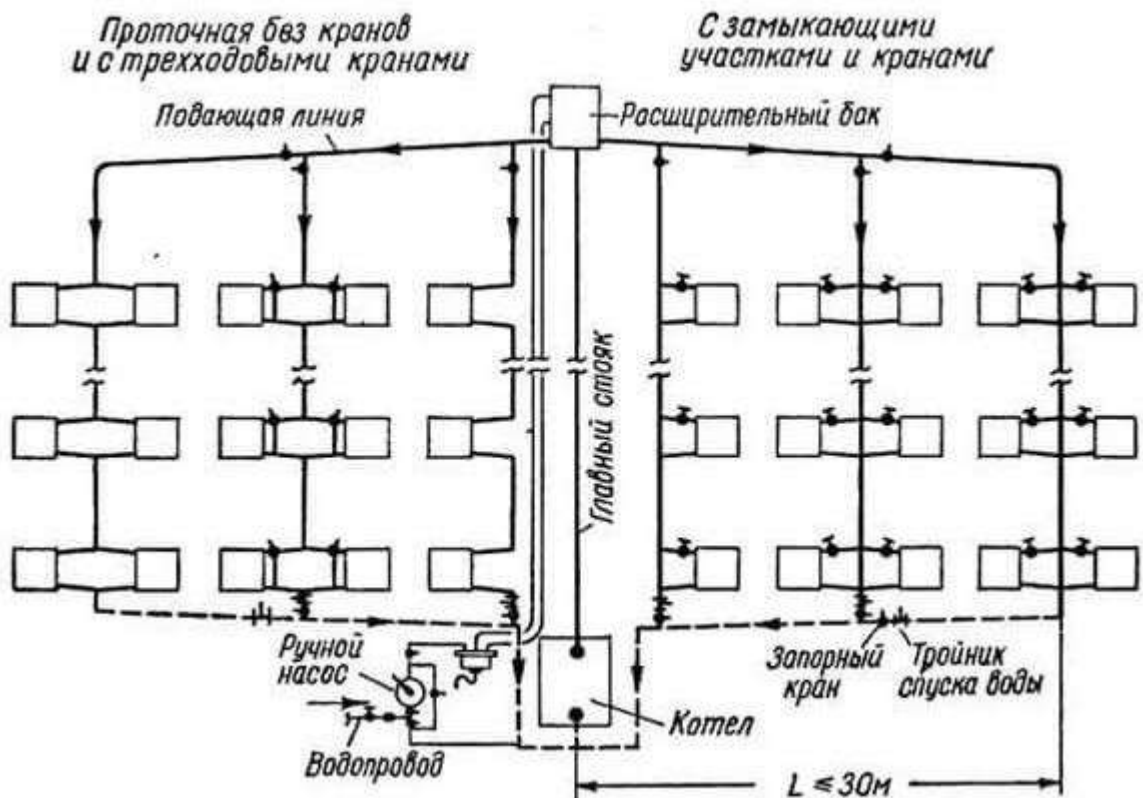 Проточная без кранов
и с трехходовыми кранами
С замыкающими
участками и кранами
Подающая линия
Расширительный бак
Главный стояк
Ручной
насос
Запорный
кран
Тройник
спуска воды
Котел
Водопровод
L ≤ 30м